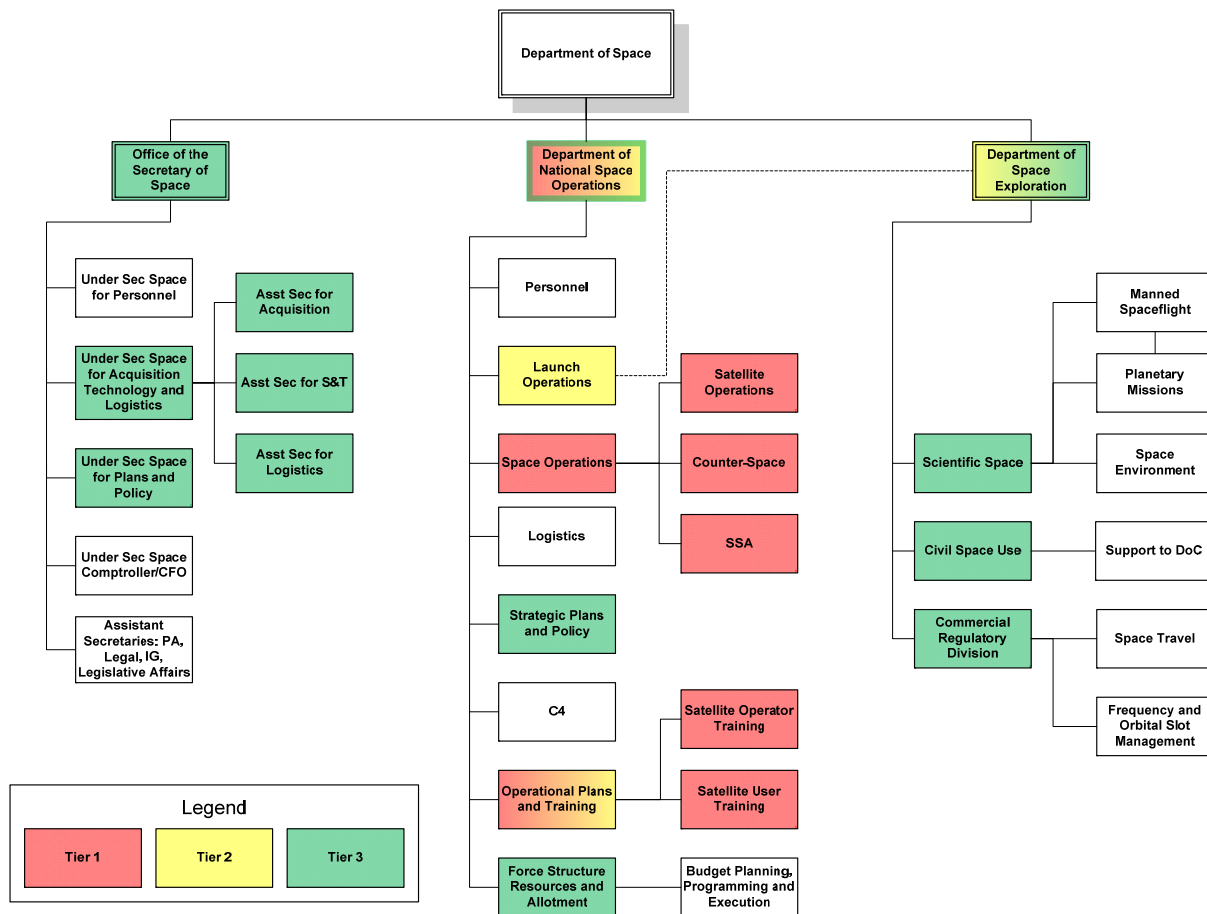 Department of Space
Office of the
Secretary of
Space
Department of
National Space
Operations
Department of
Space
Exploration
Under Sec Space
for Personnel
Asst Sec for
Acquisition
Under Sec Space
for Acquisition
Technology and
Logistics
Asst Sec for S&T
Under Sec Space
for Plans and
Policy
Asst Sec for
Logistics
Under Sec Space
Comptroller/CFO
Assistant
Secretaries: PA,
Legal, IG,
Legislative Affairs
Personnel
Launch
Operations
Satellite
Operations
Space Operations
Counter-Space
Logistics
SSA
Strategic Plans
and Policy
C4
Satellite Operator
Training
Operational Plans
and Training
Satellite User
Training
Force Structure
Resources and
Allotment
Budget Planning,
Programming and
Execution
Manned
Spaceflight
Planetary
Missions
Scientific Space
Space
Environment
Civil Space Use
Support to DoC
Commercial
Regulatory
Division
Space Travel
Frequency and
Orbital Slot
Management
Legend
Tier 1
Tier 2
Tier 3